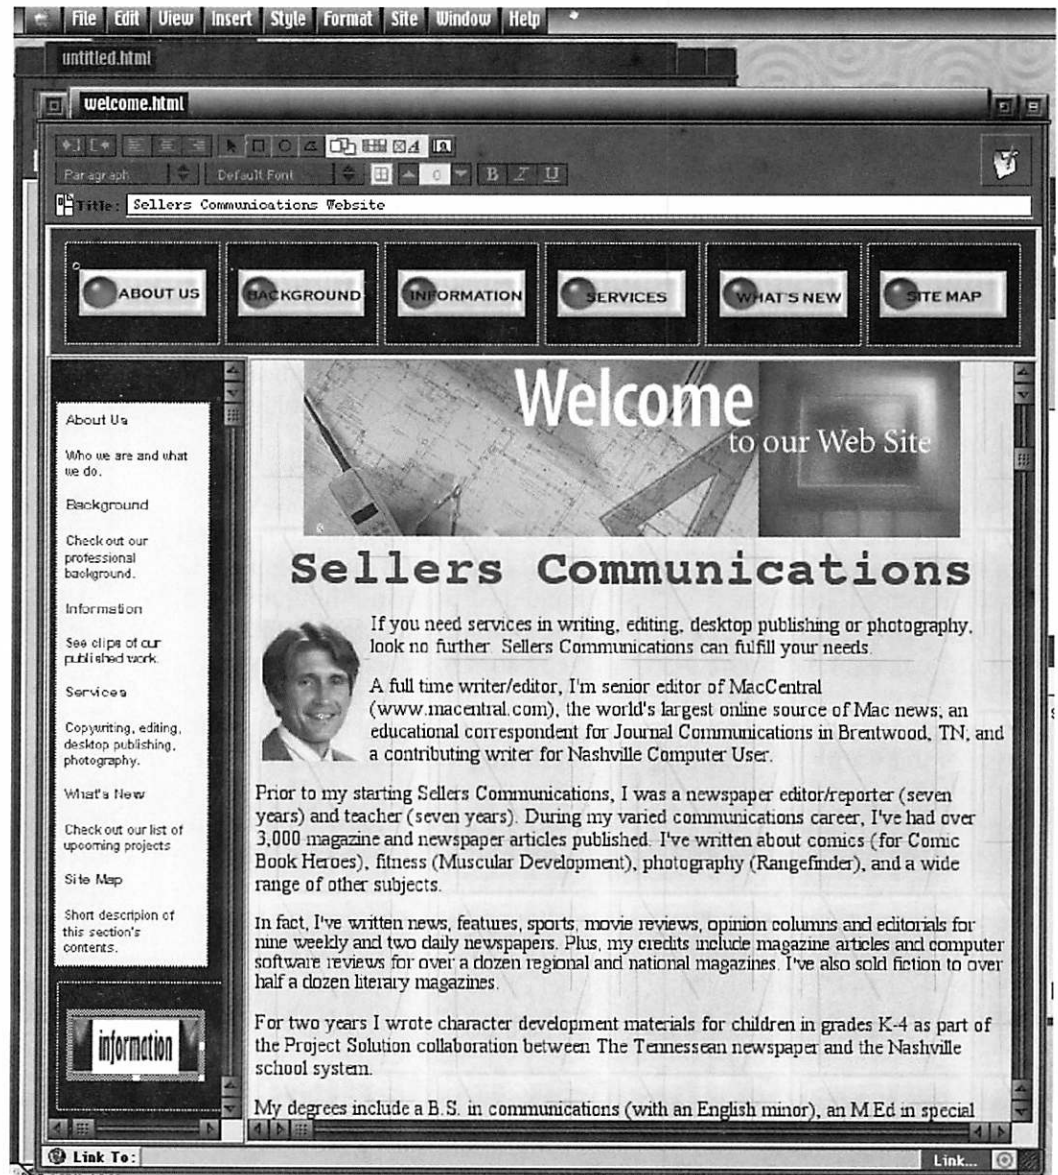 File Edit View Insert Style Format Site Window Help
untitled.html
welcome.html
Paragraph Default Font 0 B I U
Title: Sellers Communications Website
ABOUT US BACKGROUND INFORMATION SERVICES WHAT'S NEW SITE MAP
About Us
Who we are and what
we do.
Background
Check out our
professional
background.
Information
See clips of our
published work.
Services
Copywriting, editing,
desktop publishing,
photography.
What's New
Check out our list of
upcoming projects
Site Map
Short descripion of
this section's
contents.
information
Welcome
to our Web Site
Sellers Communications
If you need services in writing, editing, desktop publishing or photography,
look no further. Sellers Communications can fulfill your needs.
A full time writer/editor, I'm senior editor of MacCentral
(www.macentral.com), the world's largest online source of Mac news; an
educational correspondent for Journal Communications in Brentwood, TN; and
a contributing writer for Nashville Computer User.
Prior to my starting Sellers Communications, I was a newspaper editor/reporter (seven
years) and teacher (seven years). During my varied communications career, I've had over
3,000 magazine and newspaper articles published. I've written about comics (for Comic
Book Heroes), fitness (Muscular Development), photography (Rangefinder), and a wide
range of other subjects.
In fact, I've written news, features, sports, movie reviews, opinion columns and editorials for
nine weekly and two daily newspapers. Plus, my credits include magazine articles and computer
software reviews for over a dozen regional and national magazines. I've also sold fiction to over
half a dozen literary magazines.
For two years I wrote character development materials for children in grades K-4 as part of
the Project Solution collaboration between The Tennessean newspaper and the Nashville
school system.
My degrees include a B.S. in communications (with an English minor), an M.Ed in special
Link To: Link...